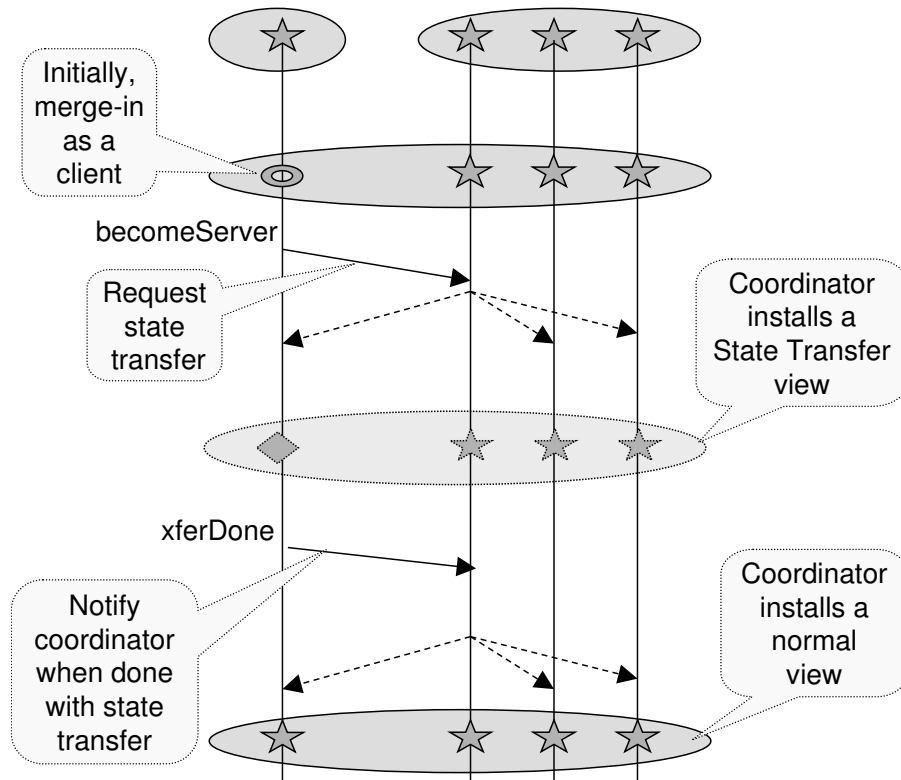 Initially,
merge-in
as a
client
becomeServer
Request
state
transfer
Coordinator
installs a
State Transfer
view
xferDone
Notify
coordinator
when done
with state
transfer
Coordinator
installs a
normal
view